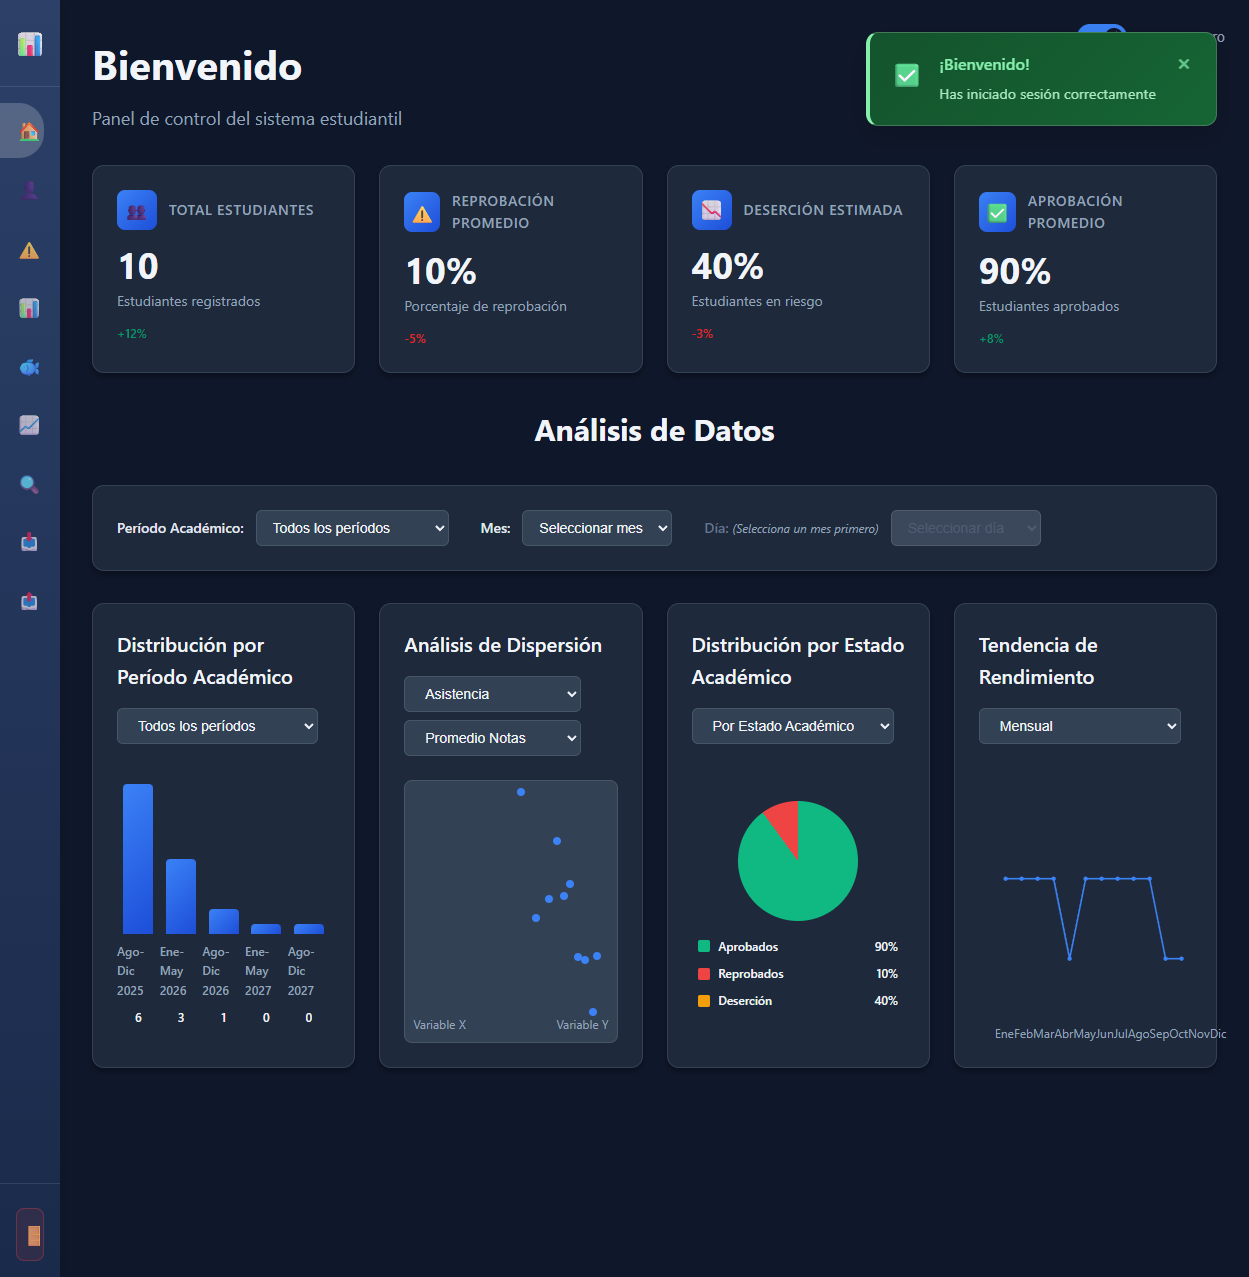 Bienvenido
ro
Panel de control del sistema estudiantil
¡Bienvenido!
×
Has iniciado sesión correctamente
TOTAL ESTUDIANTES
10
Estudiantes registrados
+12%
REPROBACIÓN
PROMEDIO
10%
Porcentaje de reprobación
-5%
DESERCIÓN ESTIMADA
40%
Estudiantes en riesgo
-3%
APROBACIÓN
PROMEDIO
90%
Estudiantes aprobados
+8%
Análisis de Datos
Período Académico:
Todos los períodos
Mes:
Seleccionar mes
Día: (Selecciona un mes primero)
Seleccionar día
Distribución por
Período Académico
Todos los períodos
Ago-
Dic
2025
Ene-
May
2026
Ago-
Dic
2026
Ene-
May
2027
Ago-
Dic
2027
6
3
1
0
0
Análisis de Dispersión
Asistencia
Promedio Notas
Variable X
Variable Y
Distribución por Estado
Académico
Por Estado Académico
Aprobados 90%
Reprobados 10%
Deserción 40%
Tendencia de
Rendimiento
Mensual
EneFebMarAbrMayJunJulAgoSepOctNovDic